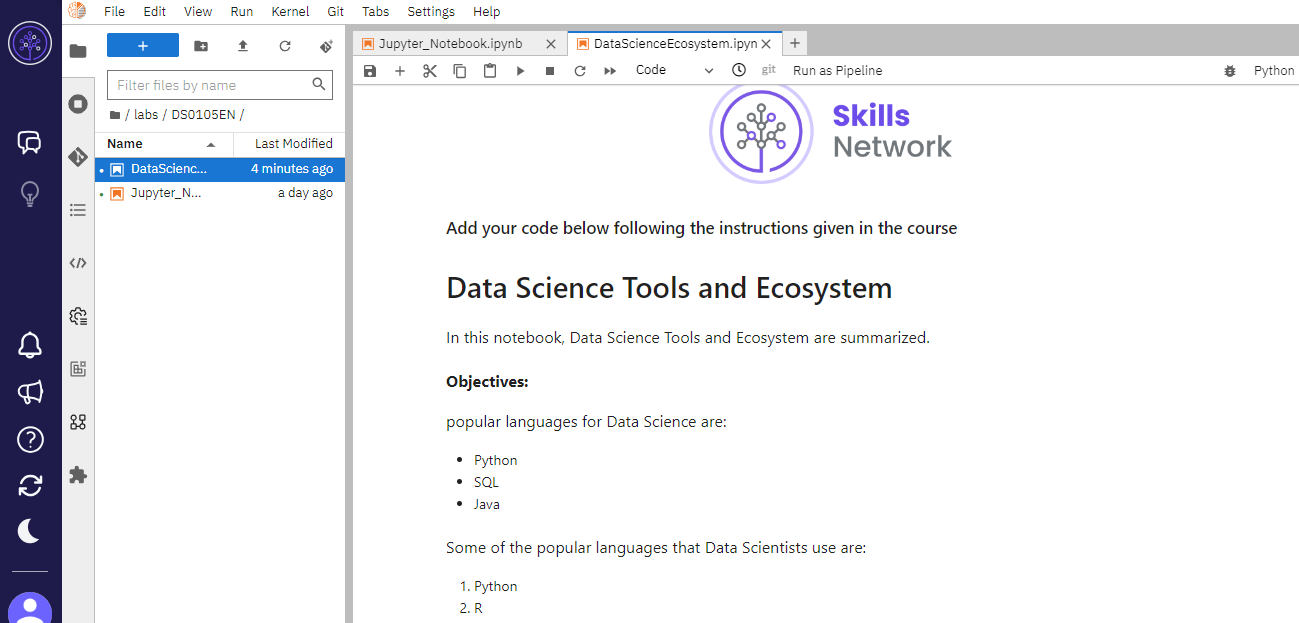 File Edit View Run Kernel Git Tabs Settings Help
+
Filter files by name
/ labs / DS0105EN /
Name Last Modified
DataScienc... 4 minutes ago
Jupyter_N... a day ago
Jupyter_Notebook.ipynb
DataScienceEcosystem.ipyn
Code
git
Run as Pipeline
Python
Skills
Network
Add your code below following the instructions given in the course
Data Science Tools and Ecosystem
In this notebook, Data Science Tools and Ecosystem are summarized.
Objectives:
popular languages for Data Science are:
• Python
• SQL
• Java
Some of the popular languages that Data Scientists use are:
1. Python
2. R